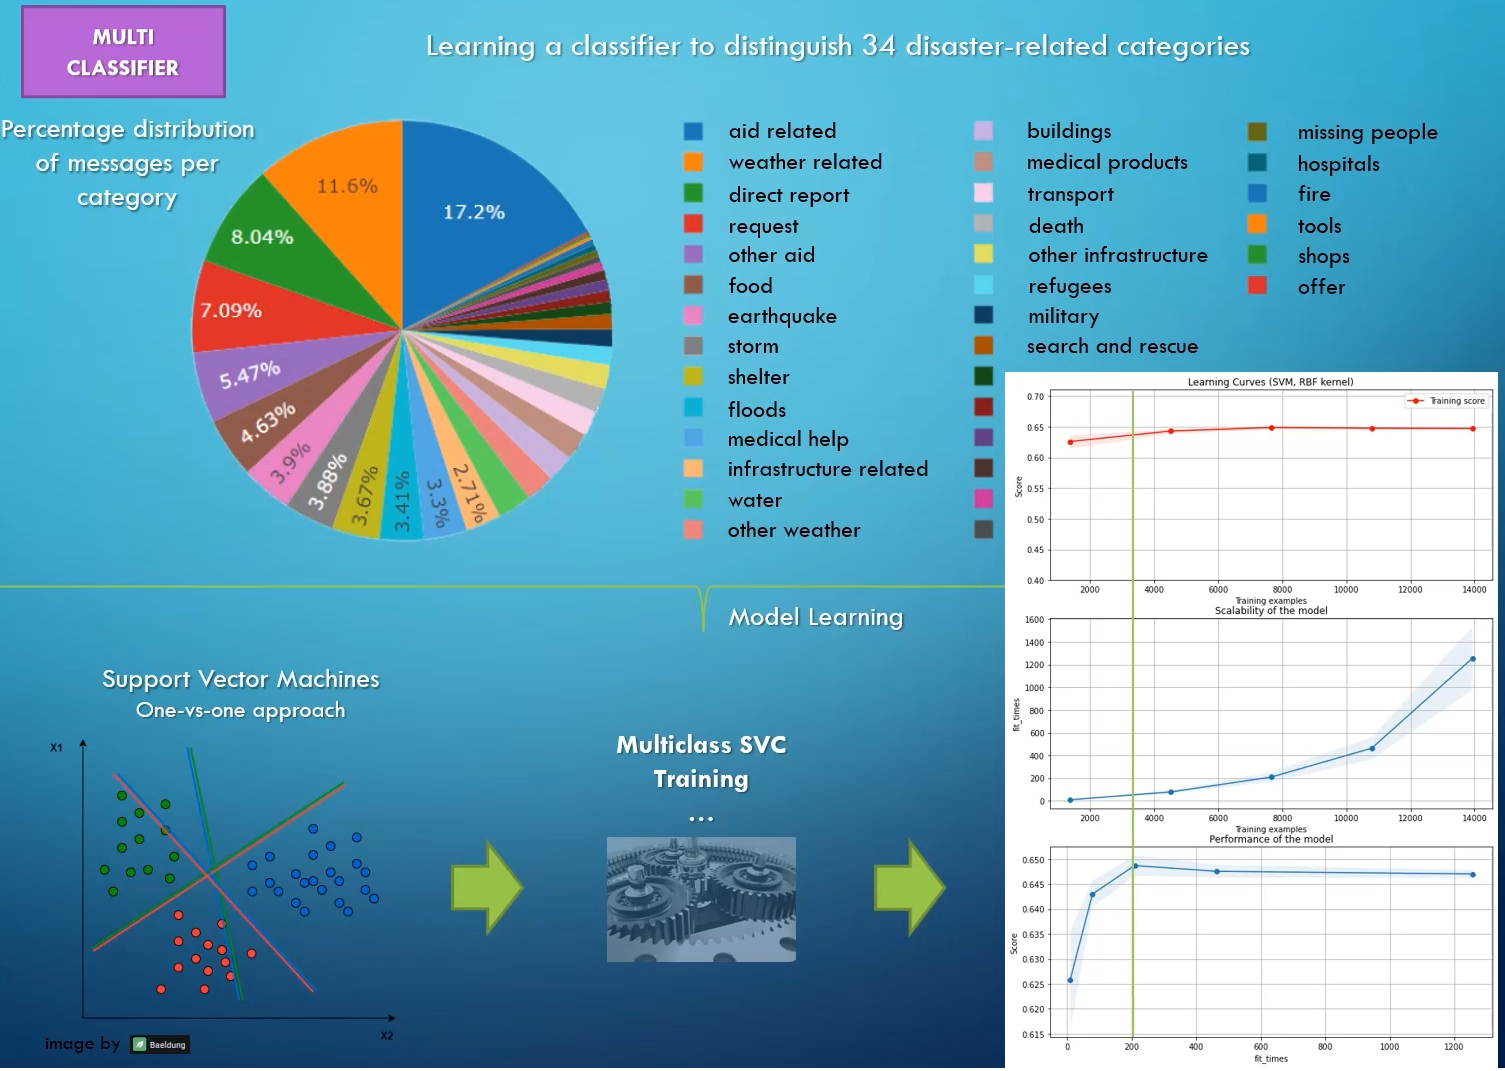 MULTI
CLASSIFIER
Learning a classifier to distinguish 34 disaster-related categories
Percentage distribution
of messages per
category
17.2%
11.6%
8.04%
7.09%
5.47%
4.63%
3.9%
3.88%
3.67%
3.41%
3.3%
2.71%
aid related
weather related
direct report
request
other aid
food
earthquake
storm
shelter
floods
medical help
infrastructure related
water
other weather
buildings
medical products
transport
death
other infrastructure
refugees
military
search and rescue
missing people
hospitals
fire
tools
shops
offer
Model Learning
Support Vector Machines
One-vs-one approach
X1
X2
image by Baeldung
Multiclass SVC
Training
...
Learning Curves (SVM, RBF kernel)
Training score
Score
0.70
0.65
0.60
0.55
0.50
0.45
0.40
2000 4000 6000 8000 10000 12000 14000
Training examples
Scalability of the model
fit_times
1600
1400
1200
1000
800
600
400
200
0
2000 4000 6000 8000 10000 12000 14000
Training examples
Performance of the model
Score
0.650
0.645
0.640
0.635
0.630
0.625
0.620
0.615
0 200 400 600 800 1000 1200
fit_times